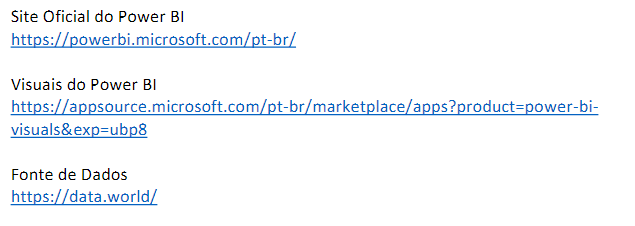 Site Oficial do Power BI
https://powerbi.microsoft.com/pt-br/
Visuais do Power BI
https://appsource.microsoft.com/pt-br/marketplace/apps?product=power-bi-
visuals&exp=ubp8
Fonte de Dados
https://data.world/